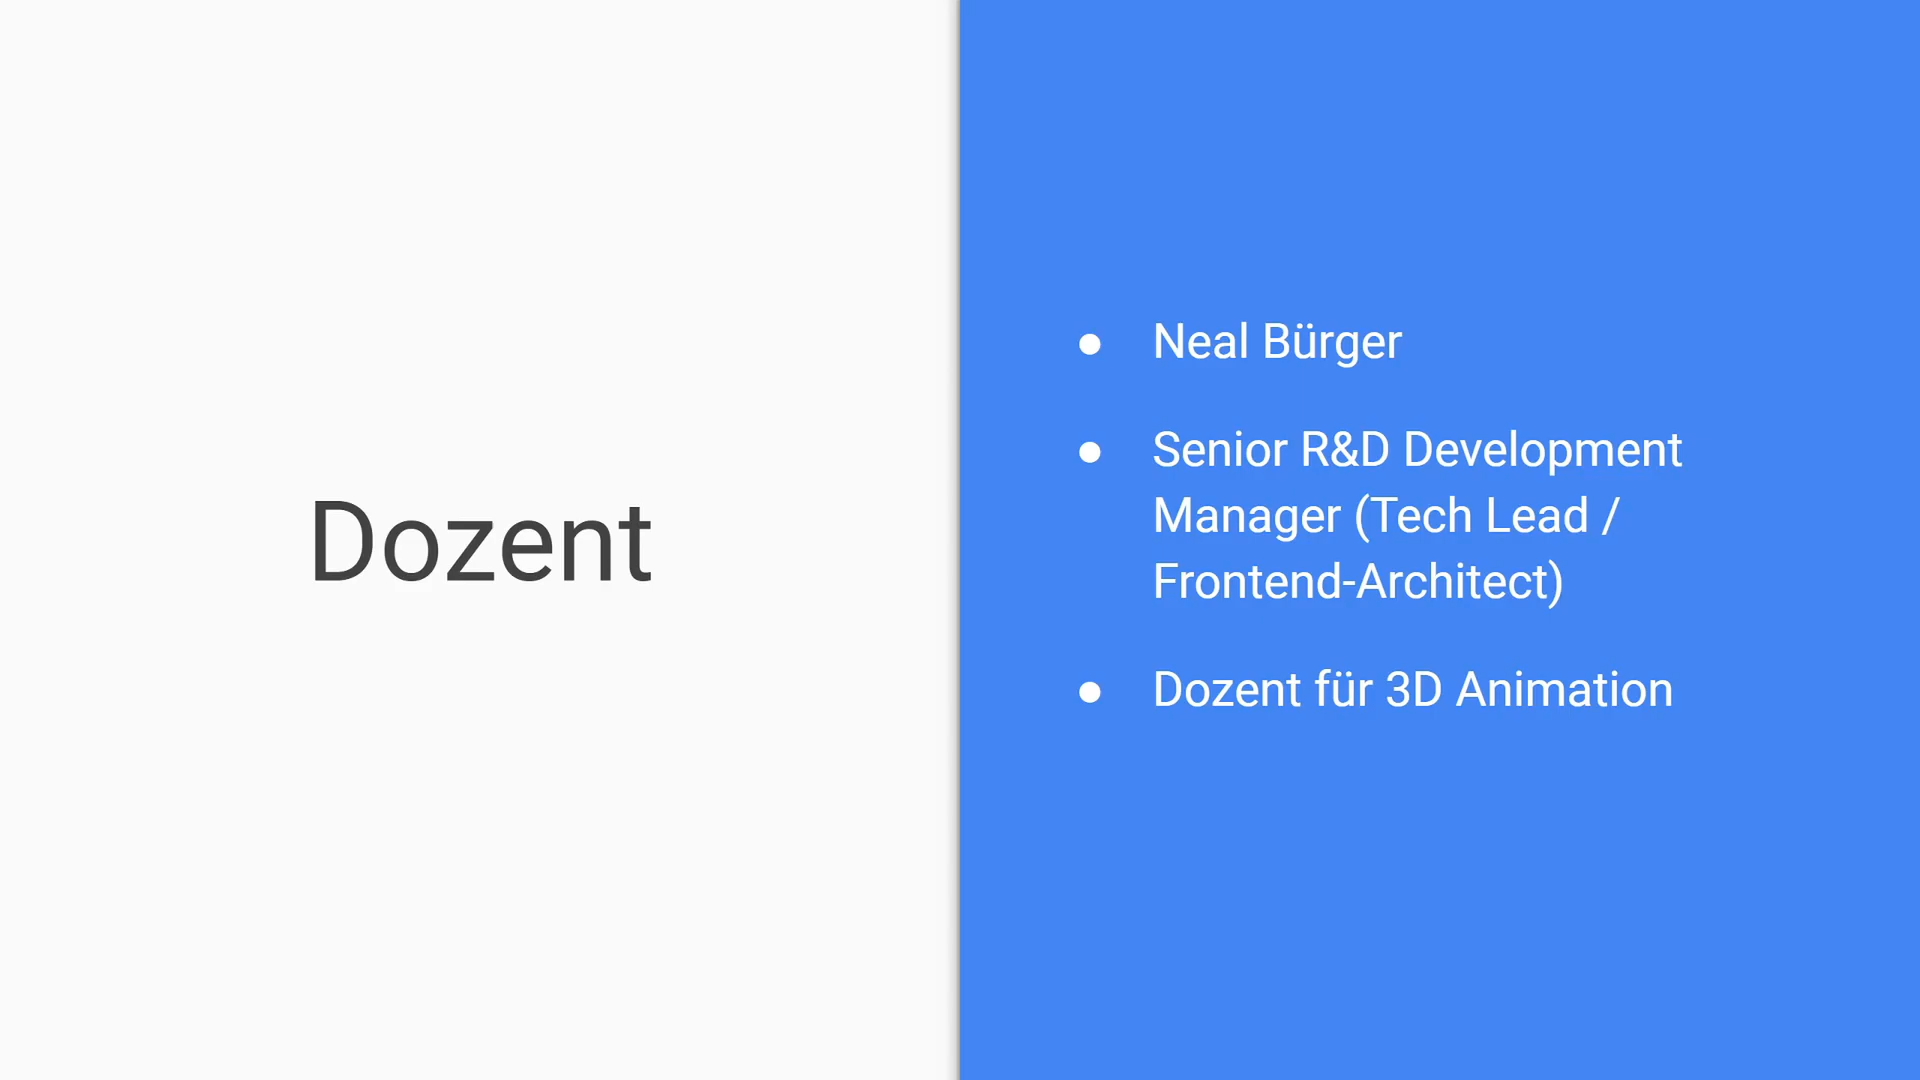 Dozent
● Neal Bürger
● Senior R&D Development
Manager (Tech Lead /
Frontend-Architect)
● Dozent für 3D Animation